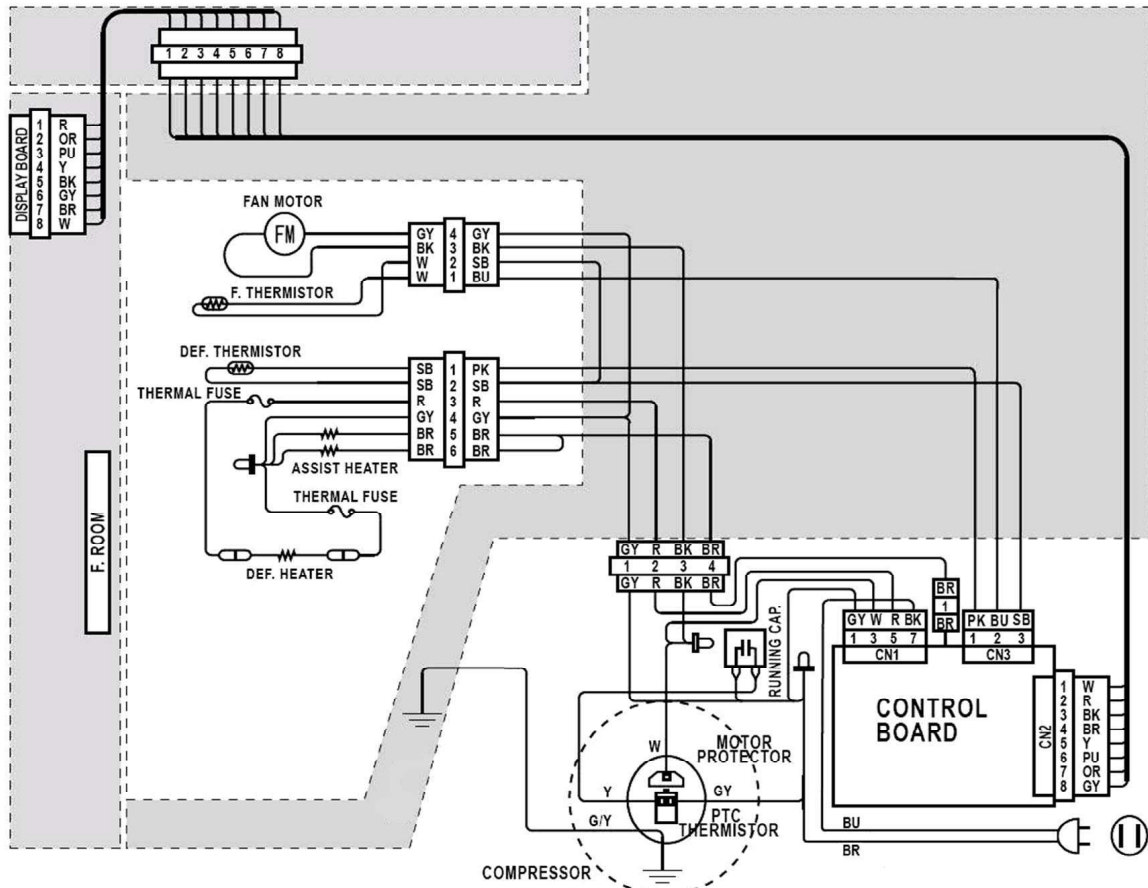 1 2 3 4 5 6 7 8
DISPLAY BOARD
1 R
2 OR
3 PU
4 Y
5 BK
6 GY
7 BR
8 W
FAN MOTOR
FM
GY 4 GY
BK 3 BK
W 2 SB
W 1 BU
F. THERMISTOR
DEF. THERMISTOR
SB 1 PK
SB 2 SB
THERMAL FUSE
R 3 R
GY 4 GY
BR 5 BR
BR 6 BR
ASSIST HEATER
THERMAL FUSE
DEF. HEATER
F. ROOM
GY R BK BR
1 2 3 4
GY R BK BR
BR
1
BR
GY W R BK
1 3 5 7
CN1
PK BU SB
1 2 3
CN3
RUNNING CAP.
CONTROL
BOARD
CN2
1 W
2 R
3 BK
4 BR
5 Y
6 PU
7 OR
8 GY
W
MOTOR
PROTECTOR
Y
GY
G/Y
PTC
THERMISTOR
COMPRESSOR
BU
BR